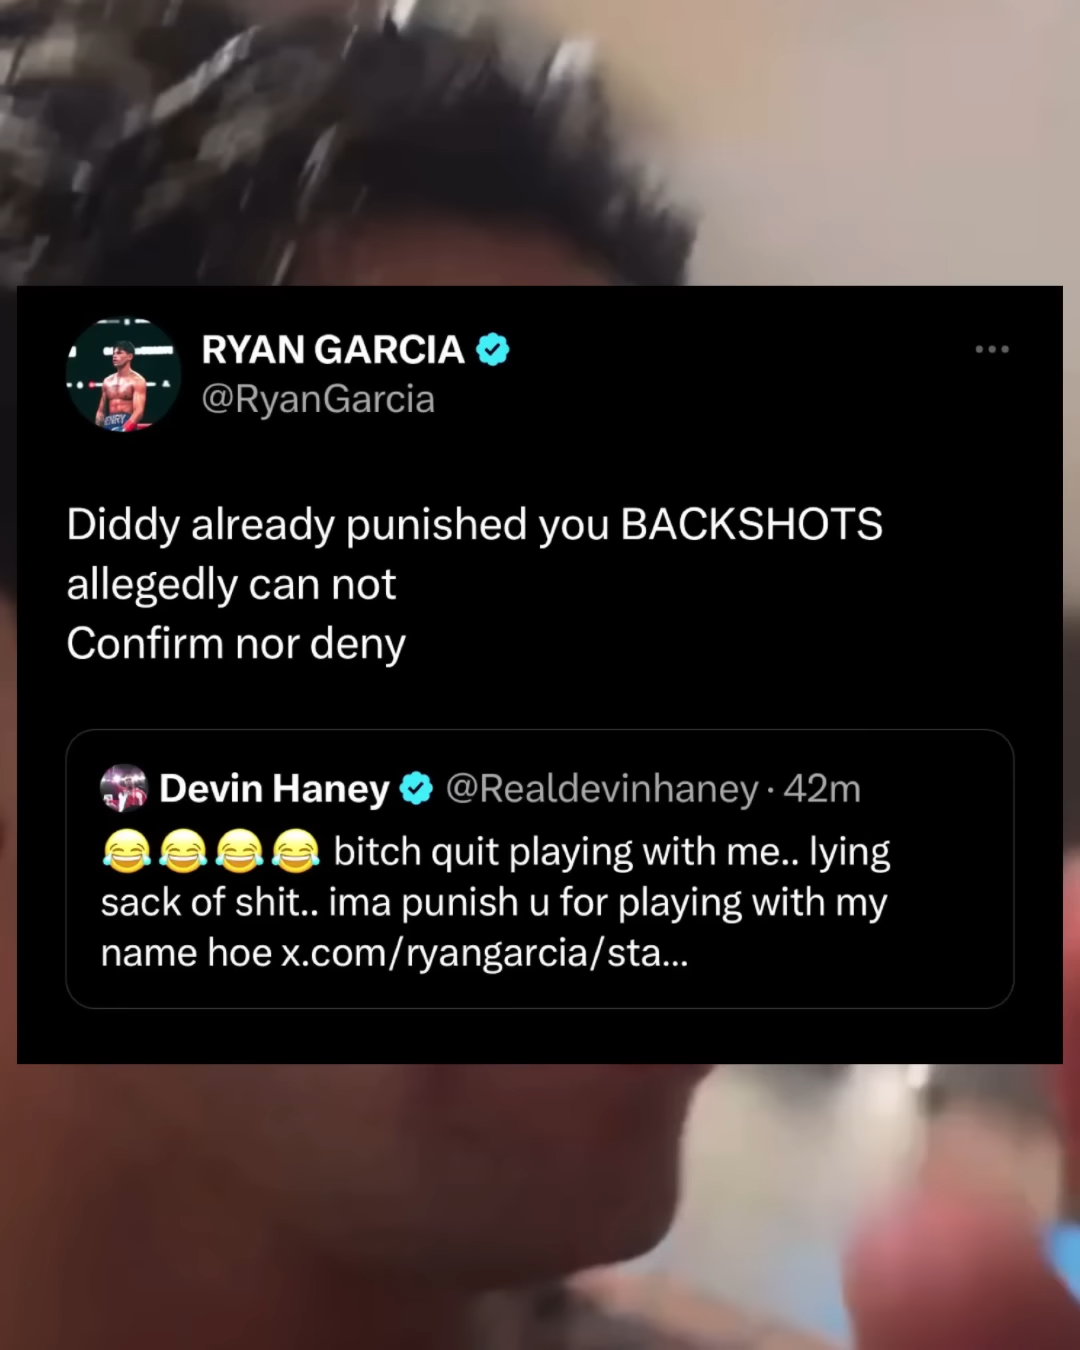 RYAN GARCIA
@RyanGarcia
Diddy already punished you BACKSHOTS
allegedly can not
Confirm nor deny
Devin Haney @Realdevinhaney · 42m
😂😂😂😂 bitch quit playing with me.. lying
sack of shit.. ima punish u for playing with my
name hoe x.com/ryangarcia/sta...